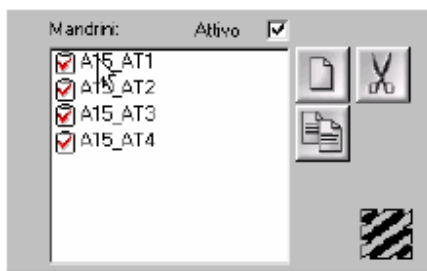 Mandrini: Attivo
A15_AT1
A15_AT2
A15_AT3
A15_AT4